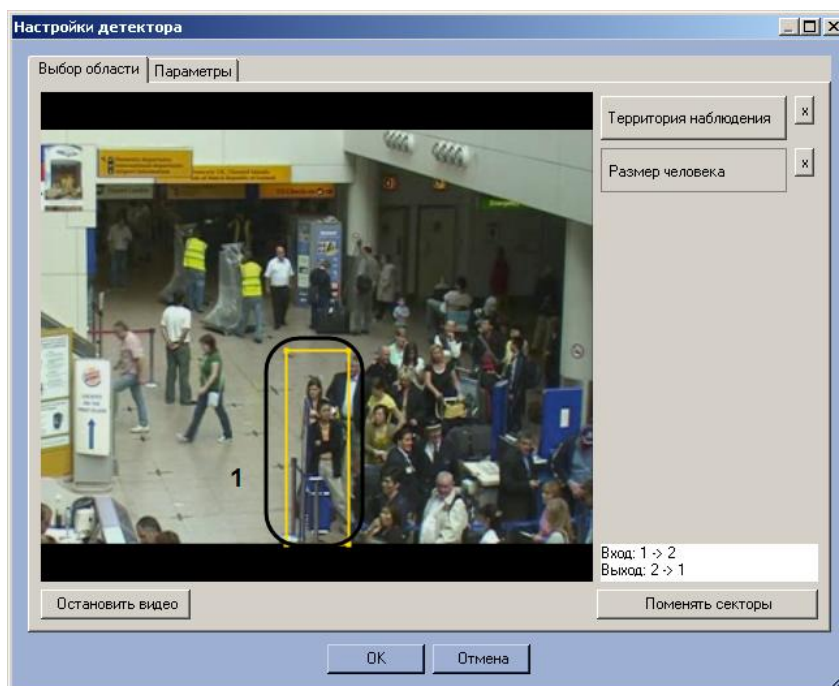 Настройки детектора
Выбор области
Параметры
Территория наблюдения
x
Размер человека
x
1
Вход: 1 -> 2
Выход: 2 -> 1
Остановить видео
Поменять секторы
OK
Отмена